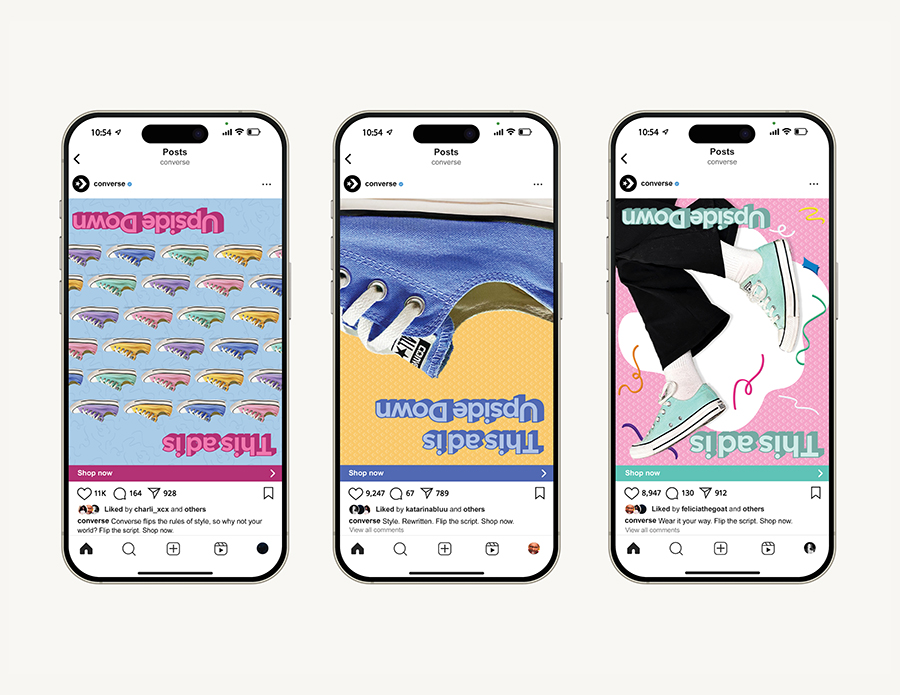 10:54
Posts
converse
converse
This ad is
Upside Down
Shop now
11K 164 928
Liked by charli_xcx and others
converse Converse flips the rules of style, so why not your
world? Flip the script. Shop now.
10:54
Posts
converse
converse
This ad is
Upside Down
Shop now
9,247 67 789
Liked by katarinabluu and others
converse Style. Rewritten. Flip the script. Shop now.
View all comments
10:54
Posts
converse
converse
This ad is
Upside Down
Shop now
8,947 130 912
Liked by feliciathegoat and others
converse Wear it your way. Flip the script. Shop now.
View all comments